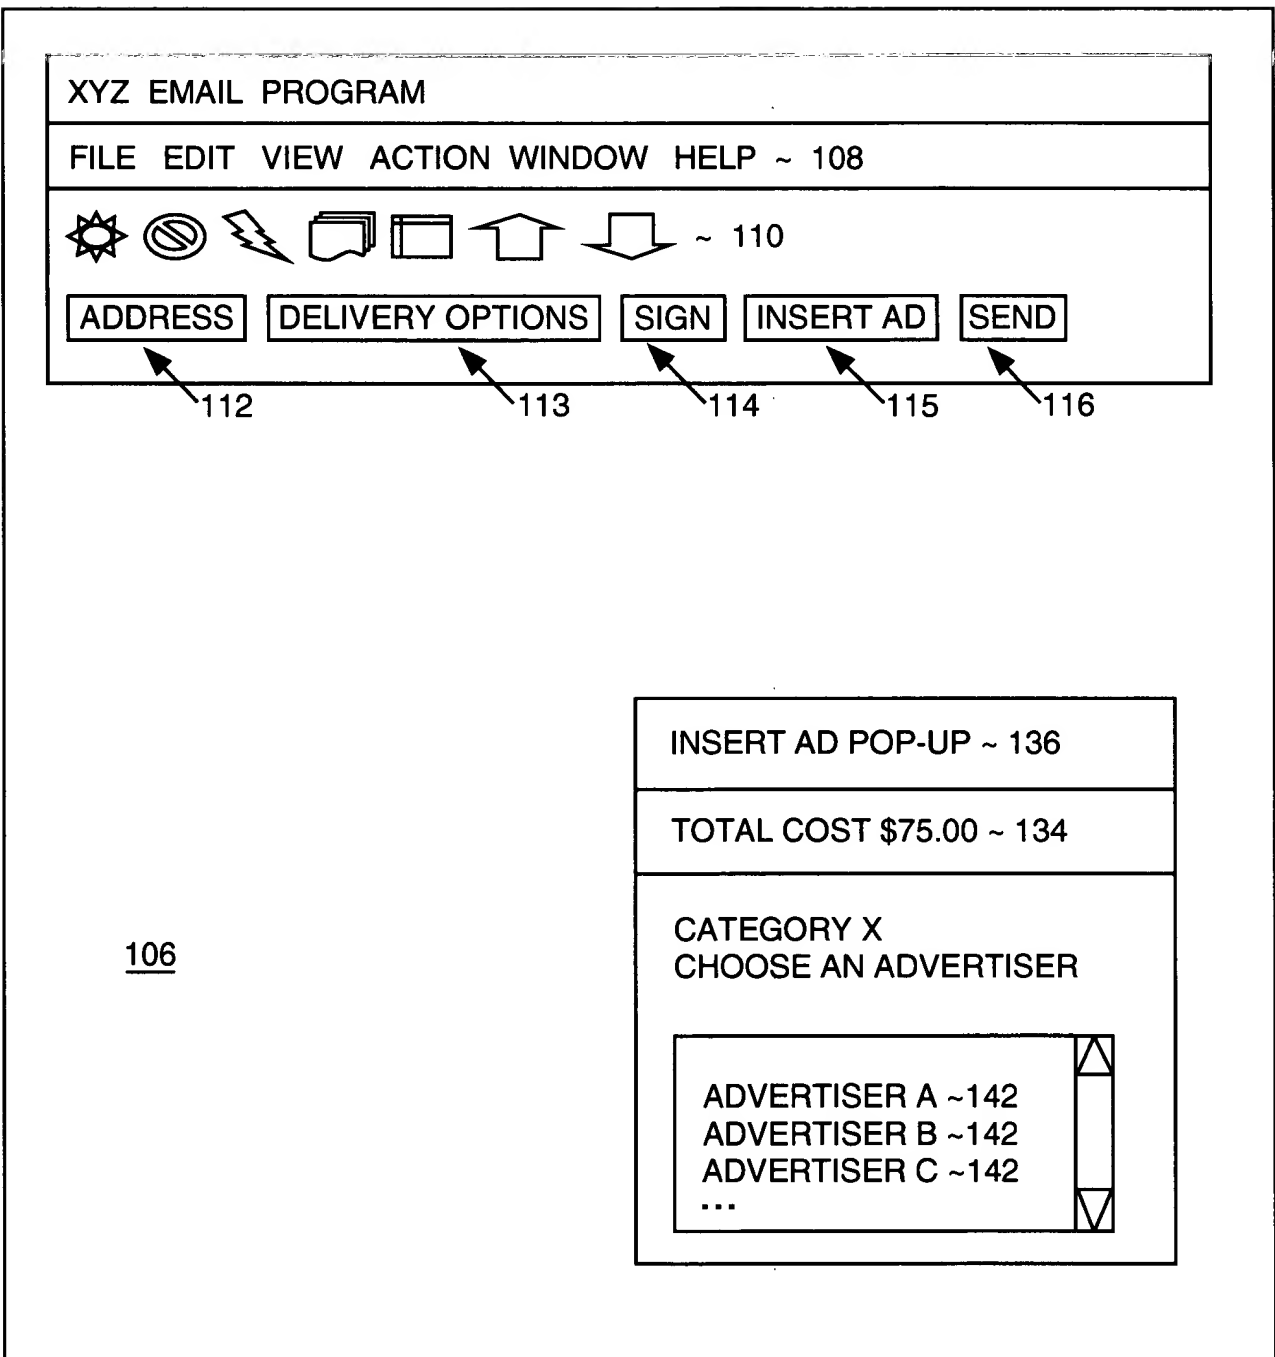 XYZ EMAIL PROGRAM
FILE EDIT VIEW ACTION WINDOW HELP ~ 108
~ 110
ADDRESS DELIVERY OPTIONS SIGN INSERT AD SEND
112 113 114 115 116
INSERT AD POP-UP ~ 136
TOTAL COST $75.00 ~ 134
CATEGORY X
CHOOSE AN ADVERTISER
106
ADVERTISER A ~142
ADVERTISER B ~142
ADVERTISER C ~142
...